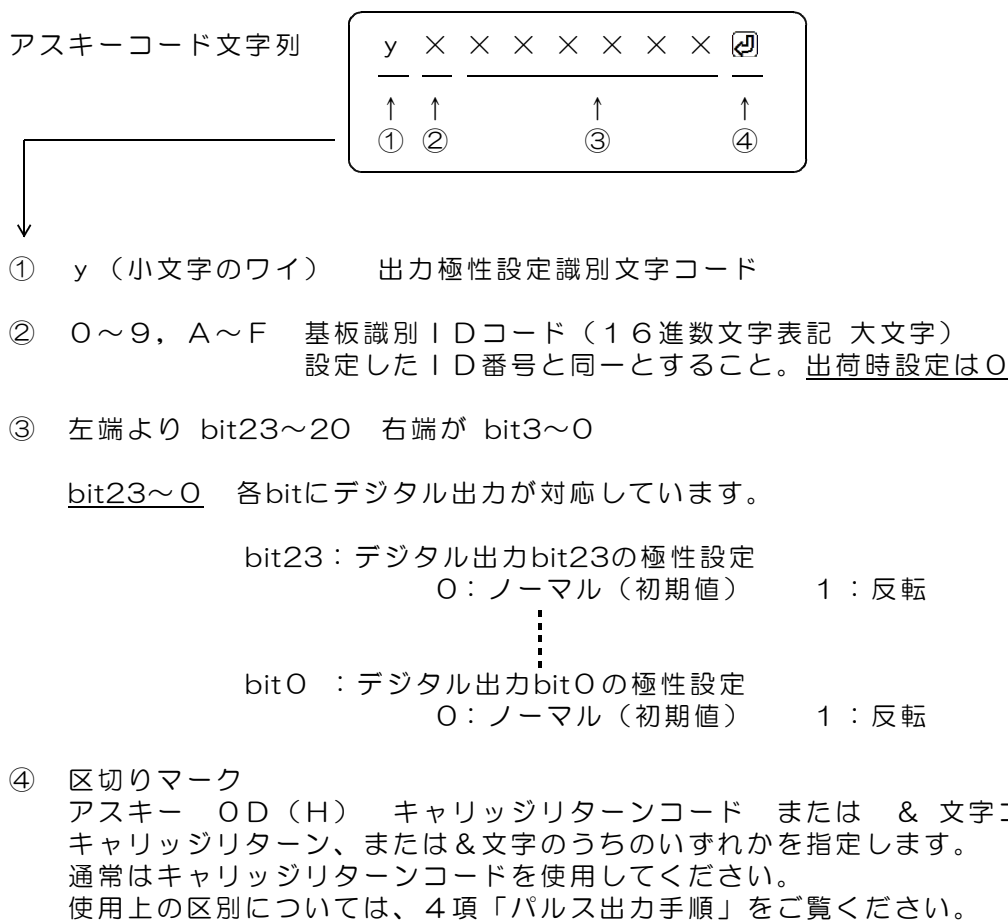 アスキーコード文字列 y × × × × × × × ⏎
↑ ↑ ↑ ↑
① ② ③ ④
① y（小文字のワイ） 出力極性設定識別文字コード
② 0～9，A～F 基板識別IDコード（16進数文字表記 大文字）
設定したID番号と同一とすること。出荷時設定は0
③ 左端より bit23～20 右端が bit3～0
bit23～0 各bitにデジタル出力が対応しています。
bit23：デジタル出力bit23の極性設定
0：ノーマル（初期値） 1：反転
bit0 ：デジタル出力bit0の極性設定
0：ノーマル（初期値） 1：反転
④ 区切りマーク
アスキー 0D（H） キャリッジリターンコード または & 文字
キャリッジリターン、または&文字のうちのいずれかを指定します。
通常はキャリッジリターンコードを使用してください。
使用上の区別については、4項「パルス出力手順」をご覧ください。